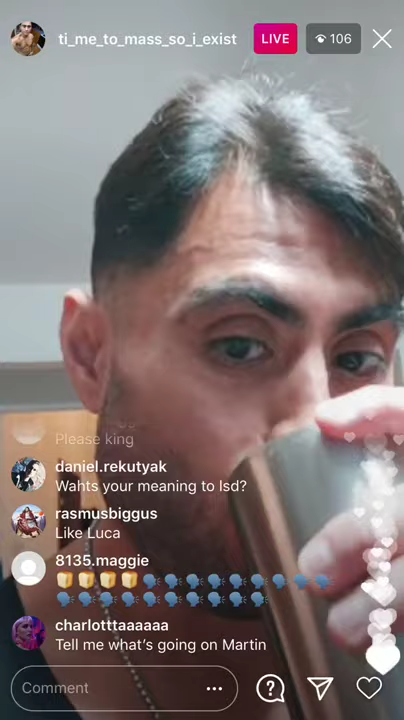 ti_me_to_mass_so_i_exist
LIVE
106
Please king
daniel.rekutyak
Wahts your meaning to lsd?
rasmusbiggus
Like Luca
8135.maggie
charlotttaaaaaa
Tell me what's going on Martin
Comment